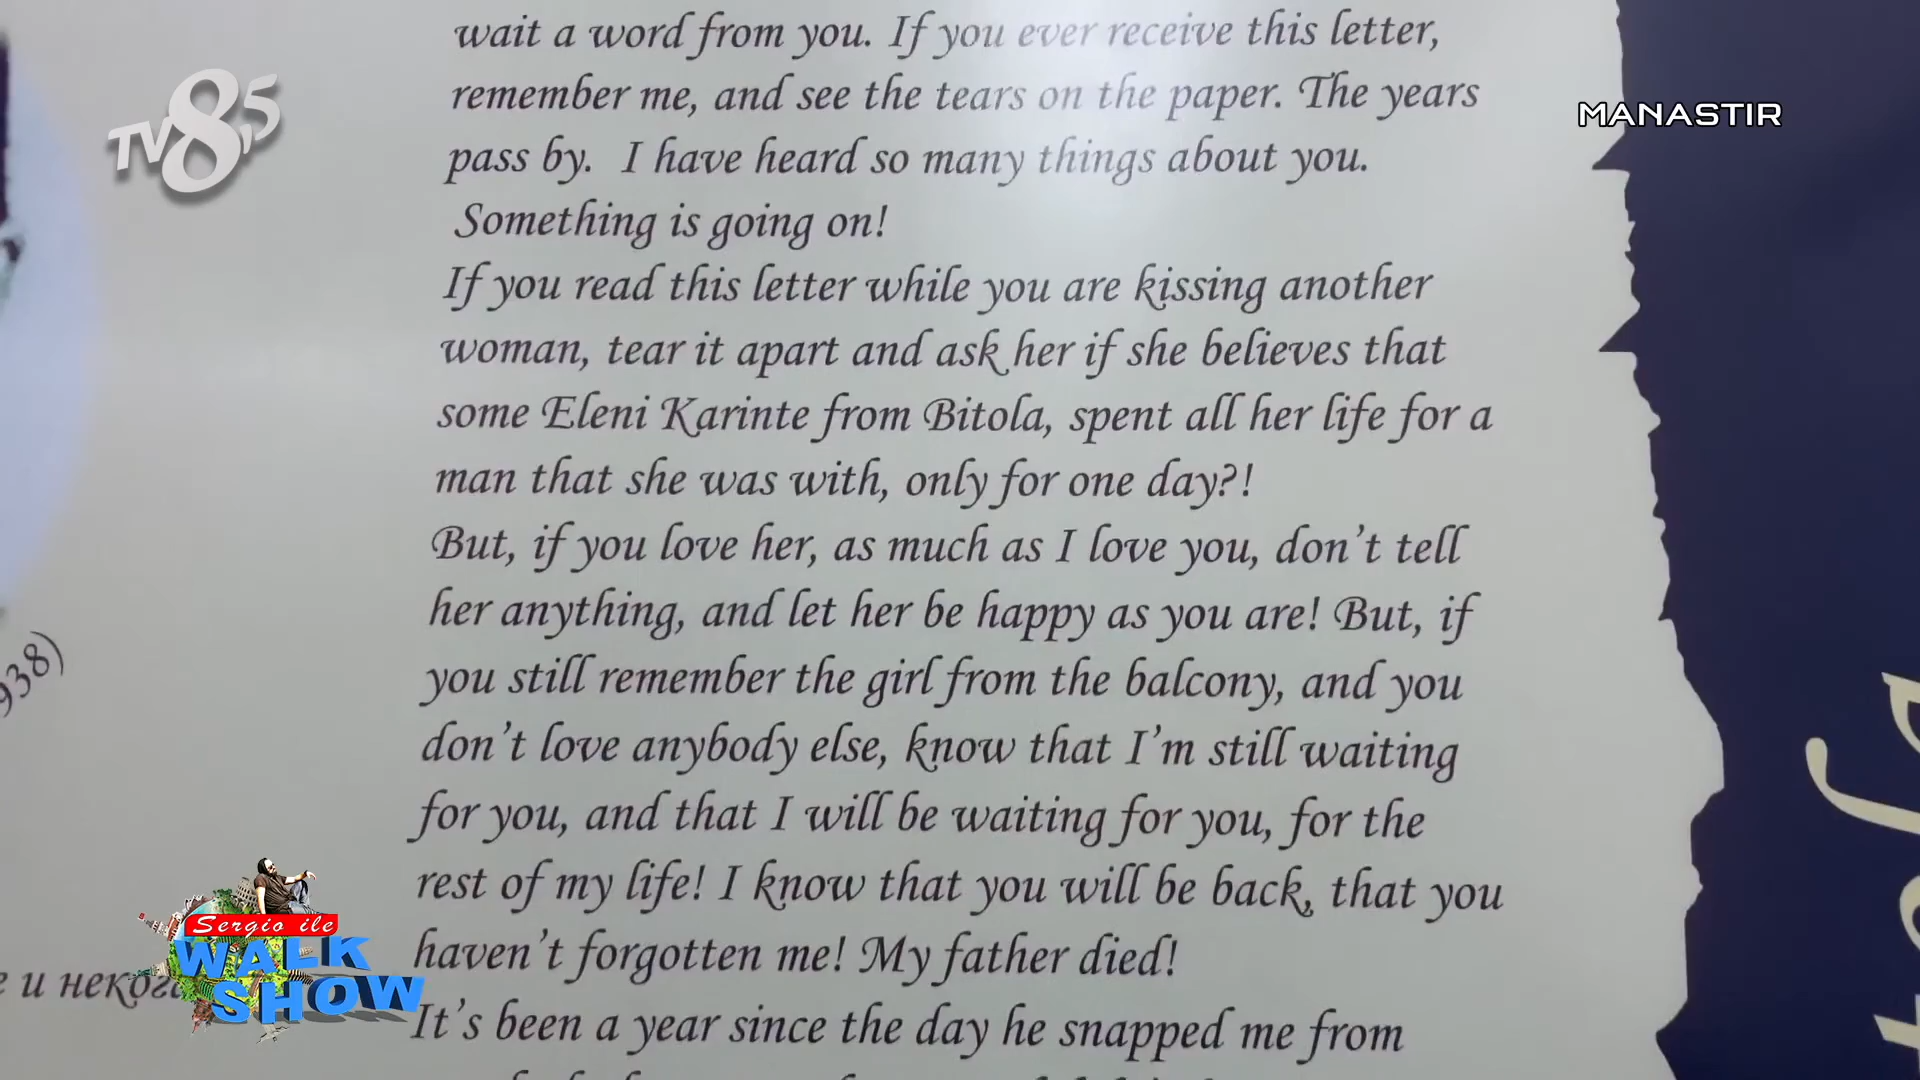 TV8,5
MANASTIR
wait a word from you. If you ever receive this letter,
remember me, and see the tears on the paper. The years
pass by. I have heard so many things about you.
Something is going on!
If you read this letter while you are kissing another
woman, tear it apart and ask her if she believes that
some Eleni Karinte from Bitola, spent all her life for a
man that she was with, only for one day?!
But, if you love her, as much as I love you, don't tell
her anything, and let her be happy as you are! But, if
you still remember the girl from the balcony, and you
don't love anybody else, know that I'm still waiting
for you, and that I will be waiting for you, for the
rest of my life! I know that you will be back, that you
haven't forgotten me! My father died!
It's been a year since the day he snapped me from
938)
и
Sergio ile
WALK
SHOW